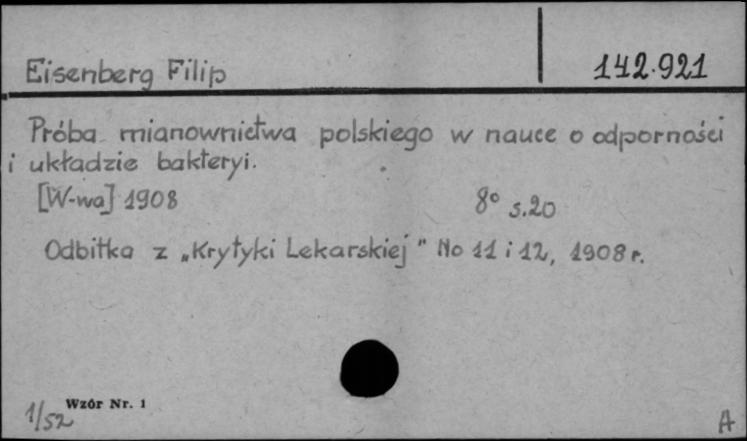 Eisenberg Filip
142.921
Próba mianownictwa polskiego w nauce o odporności
i układzie bakteryi.
[W-wa] 1908 8° s.20
Odbitka z „Krytyki Lekarskiej" No 11 i 12, 1908 r.
Wzór Nr. 1
1/52
A